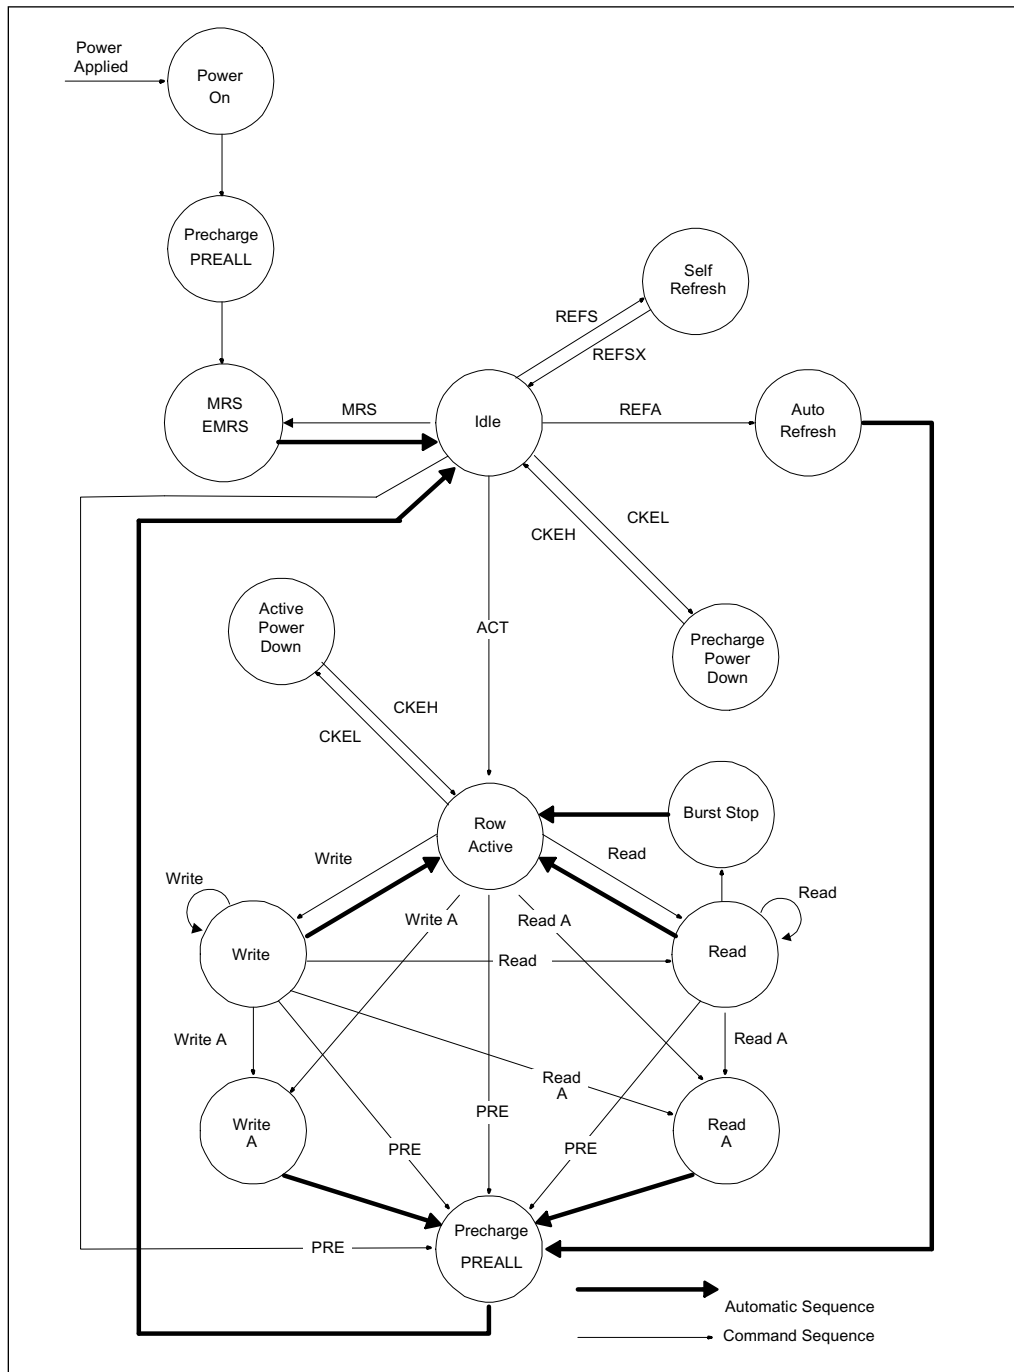 Power
Applied
Power
On
Precharge
PREALL
Self
Refresh
REFS
REFSX
MRS
EMRS
MRS
Idle
REFA
Auto
Refresh
CKEL
CKEH
Active
Power
Down
ACT
Precharge
Power
Down
CKEH
CKEL
Burst Stop
Row
Active
Write
Read
Write
Read
Write A
Read A
Write
Read
Read
Write A
Read A
Read
A
Write
A
PRE
Read
A
PRE
PRE
Precharge
PREALL
PRE
Automatic Sequence
Command Sequence